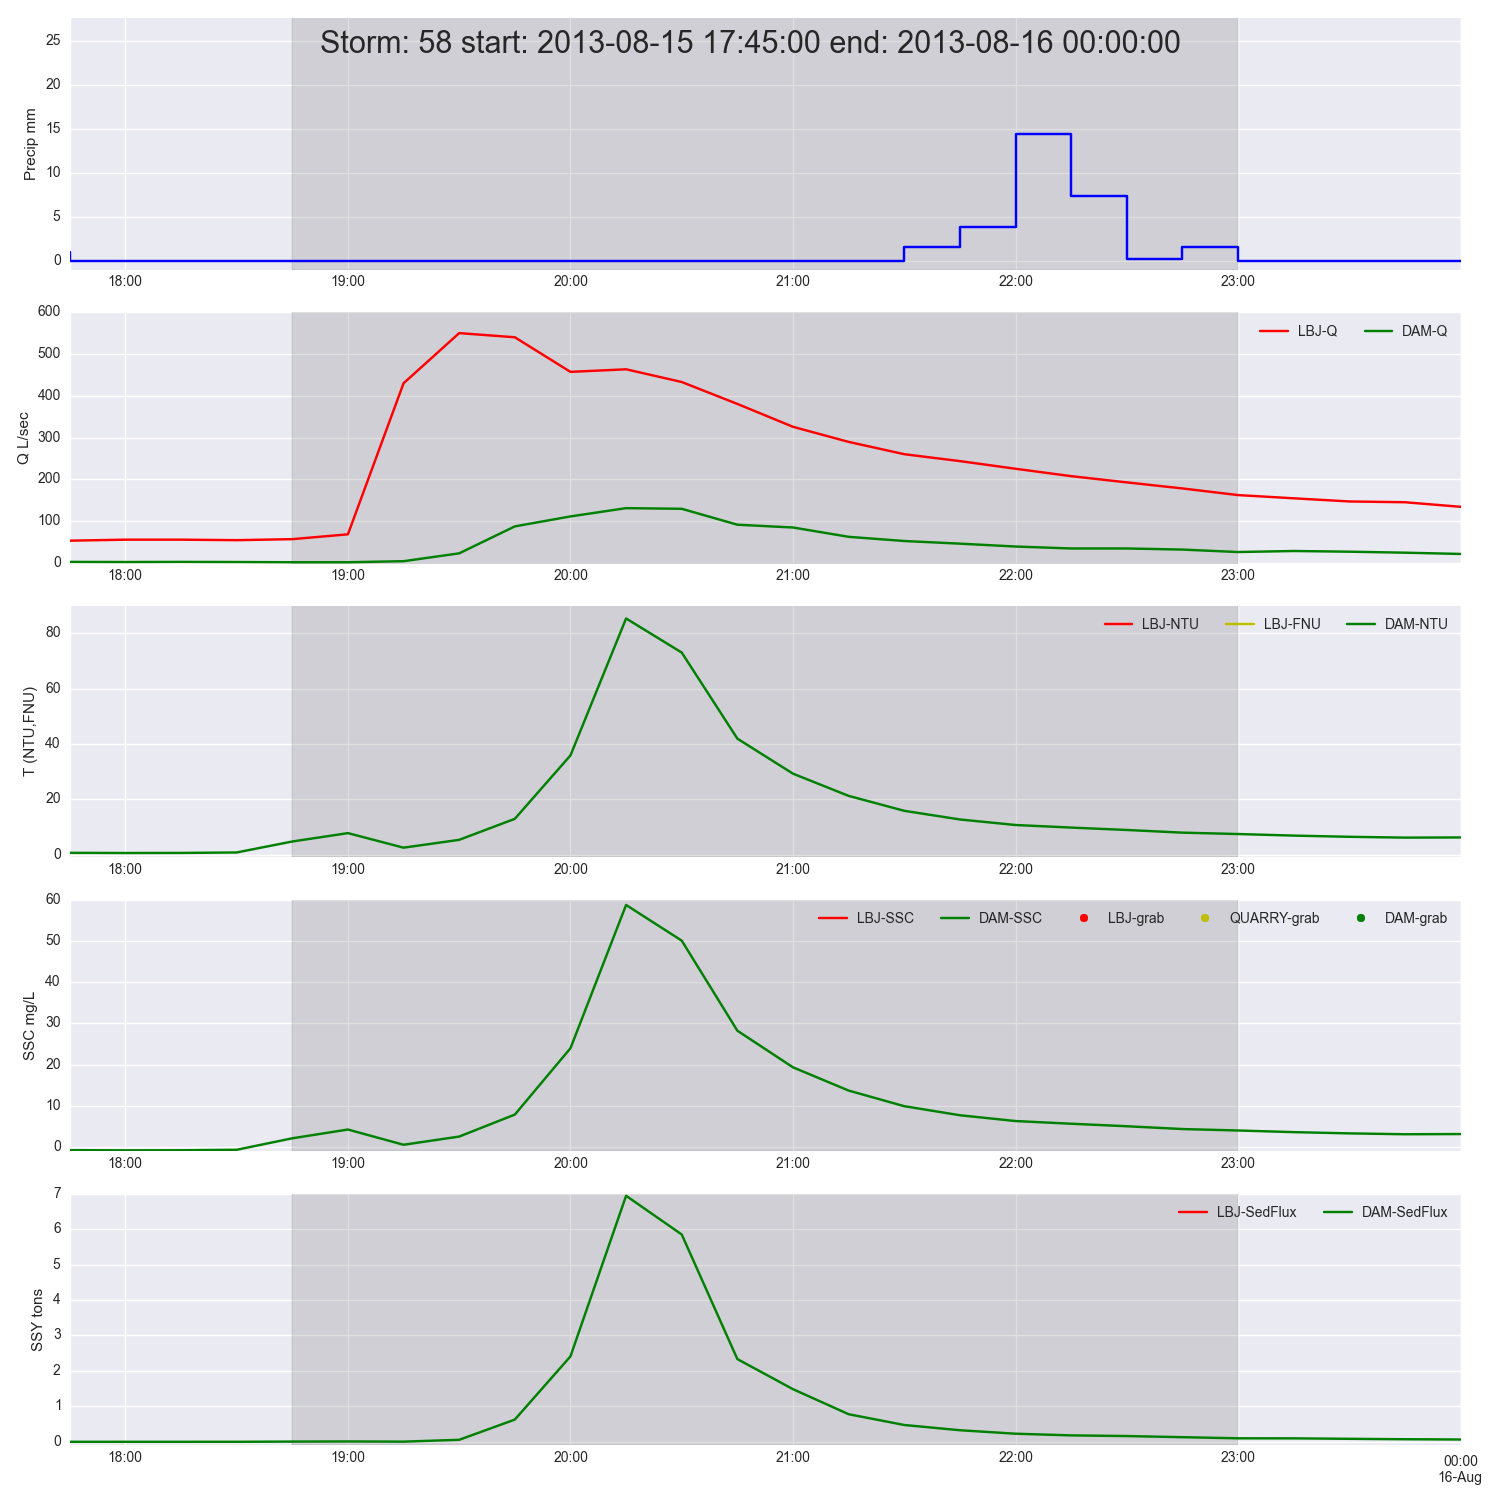 Storm: 58 start: 2013-08-15 17:45:00 end: 2013-08-16 00:00:00
25
20
15
10
5
0
Precip mm
18:00 19:00 20:00 21:00 22:00 23:00
LBJ-Q DAM-Q
600
500
400
300
200
100
0
Q L/sec
18:00 19:00 20:00 21:00 22:00 23:00
LBJ-NTU LBJ-FNU DAM-NTU
80
60
40
20
0
T (NTU,FNU)
18:00 19:00 20:00 21:00 22:00 23:00
LBJ-SSC DAM-SSC LBJ-grab QUARRY-grab DAM-grab
60
50
40
30
20
10
0
SSC mg/L
18:00 19:00 20:00 21:00 22:00 23:00
LBJ-SedFlux DAM-SedFlux
7
6
5
4
3
2
1
0
SSY tons
18:00 19:00 20:00 21:00 22:00 23:00 00:00
16-Aug